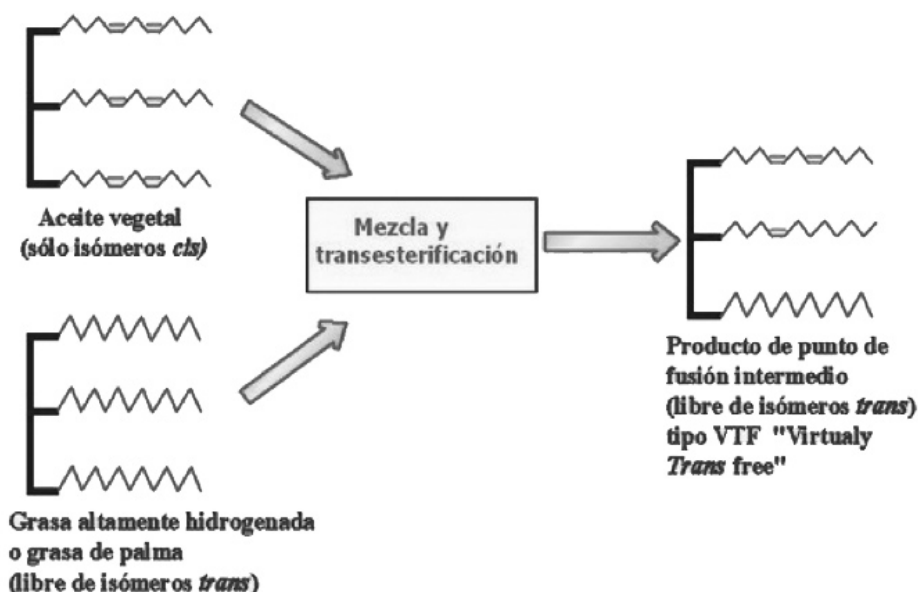 Aceite vegetal
(sólo isómeros cis)
Mezcla y
transesterificación
Grasa altamente hidrogenada
o grasa de palma
(libre de isómeros trans)
Producto de punto de
fusión intermedio
(libre de isómeros trans)
tipo VTF "Virtualy
Trans free"